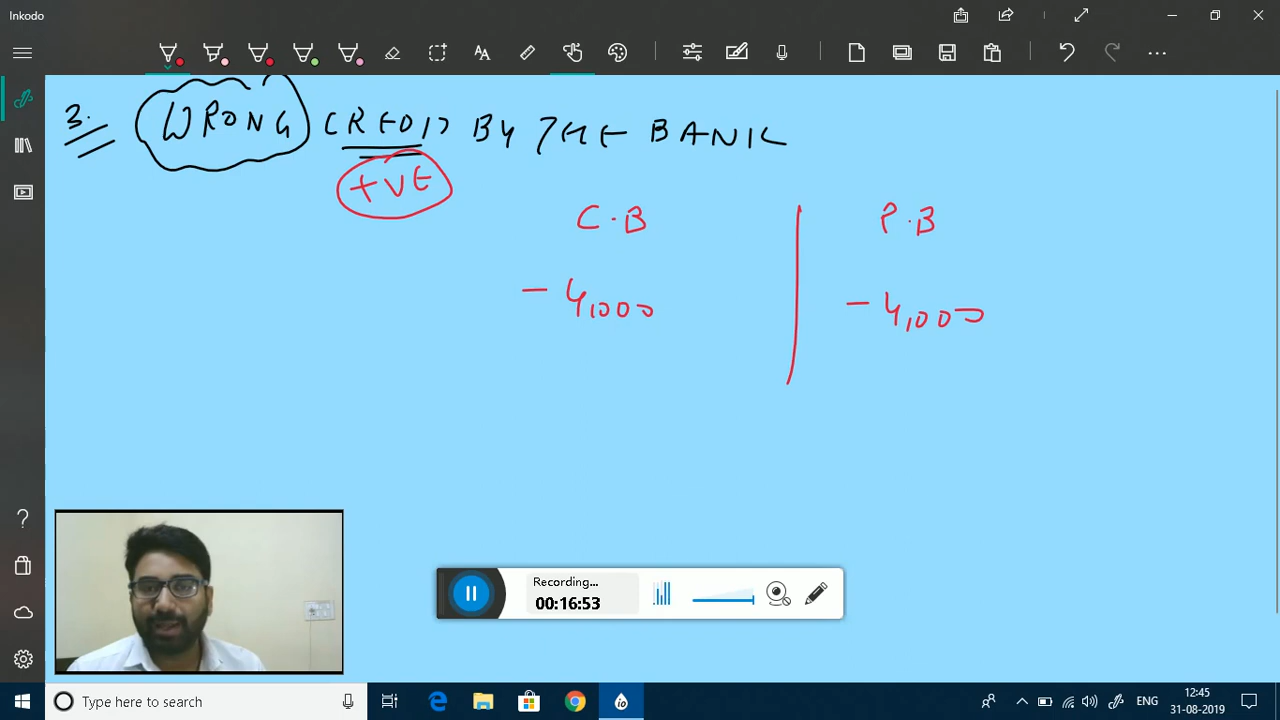 Inkodo
3. WRONG CREDIT BY THE BANK
+VE
C.B P.B
- 4,000 - 4,000
Recording...
00:16:53
Type here to search
ENG
12:45
31-08-2019